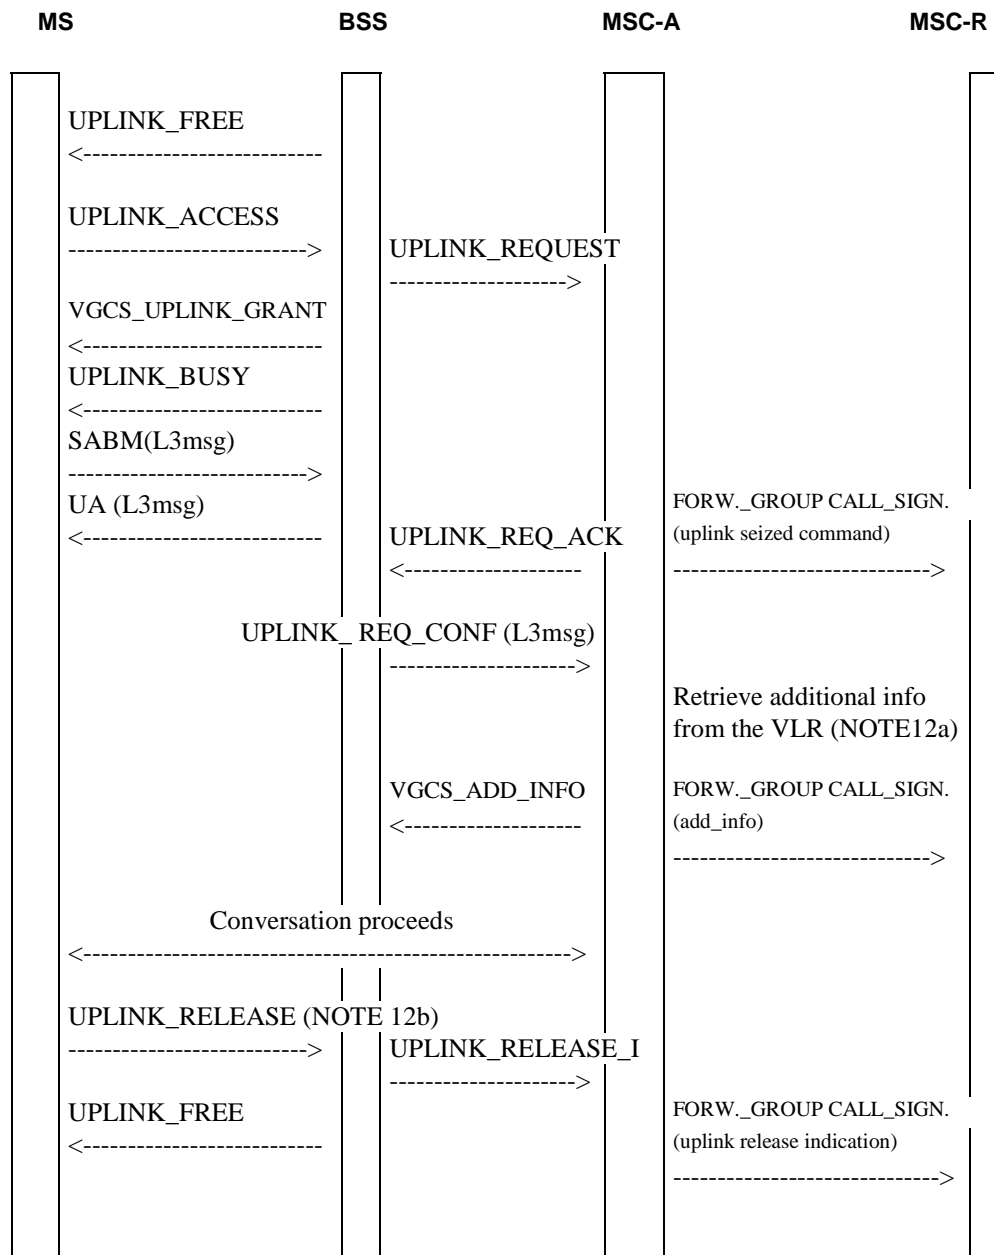 MS BSS MSC-A MSC-R
UPLINK_FREE
<---------------------------
UPLINK_ACCESS
---------------------------> UPLINK_REQUEST
-------------------->
VGCS_UPLINK_GRANT
<---------------------------
UPLINK_BUSY
<---------------------------
SABM(L3msg)
--------------------------->
UA (L3msg) FORW._GROUP CALL_SIGN.
<--------------------------- UPLINK_REQ_ACK (uplink seized command)
<-------------------- ----------------------------->
UPLINK_ REQ_CONF (L3msg)
--------------------->
Retrieve additional info
from the VLR (NOTE12a)
VGCS_ADD_INFO FORW._GROUP CALL_SIGN.
<-------------------- (add_info)
----------------------------->
Conversation proceeds
<------------------------------------------------------->
UPLINK_RELEASE (NOTE 12b)
---------------------------> UPLINK_RELEASE_I
--------------------->
UPLINK_FREE FORW._GROUP CALL_SIGN.
<--------------------------- (uplink release indication)
------------------------------>